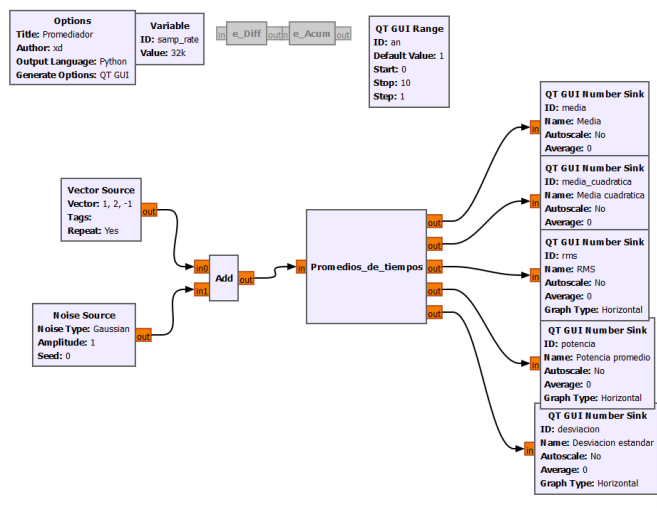 Options
Title: Promediador
Author: xd
Output Language: Python
Generate Options: QT GUI
Variable
ID: samp_rate
Value: 32k
in e_Diff out
in e_Acum out
QT GUI Range
ID: an
Default Value: 1
Start: 0
Stop: 10
Step: 1
QT GUI Number Sink
ID: media
Name: Media
Autoscale: No
Average: 0
in
QT GUI Number Sink
ID: media_cuadratica
Name: Media cuadratica
Autoscale: No
Average: 0
in
QT GUI Number Sink
ID: rms
Name: RMS
Autoscale: No
Average: 0
Graph Type: Horizontal
in
QT GUI Number Sink
ID: potencia
Name: Potencia promedio
Autoscale: No
Average: 0
Graph Type: Horizontal
in
QT GUI Number Sink
ID: desviacion
Name: Desviacion estandar
Autoscale: No
Average: 0
Graph Type: Horizontal
in
Vector Source
Vector: 1, 2, -1
Tags:
Repeat: Yes
out
Noise Source
Noise Type: Gaussian
Amplitude: 1
Seed: 0
out
in0
in1
Add
out
in
Promedios_de_tiempos
out
out
out
out
out